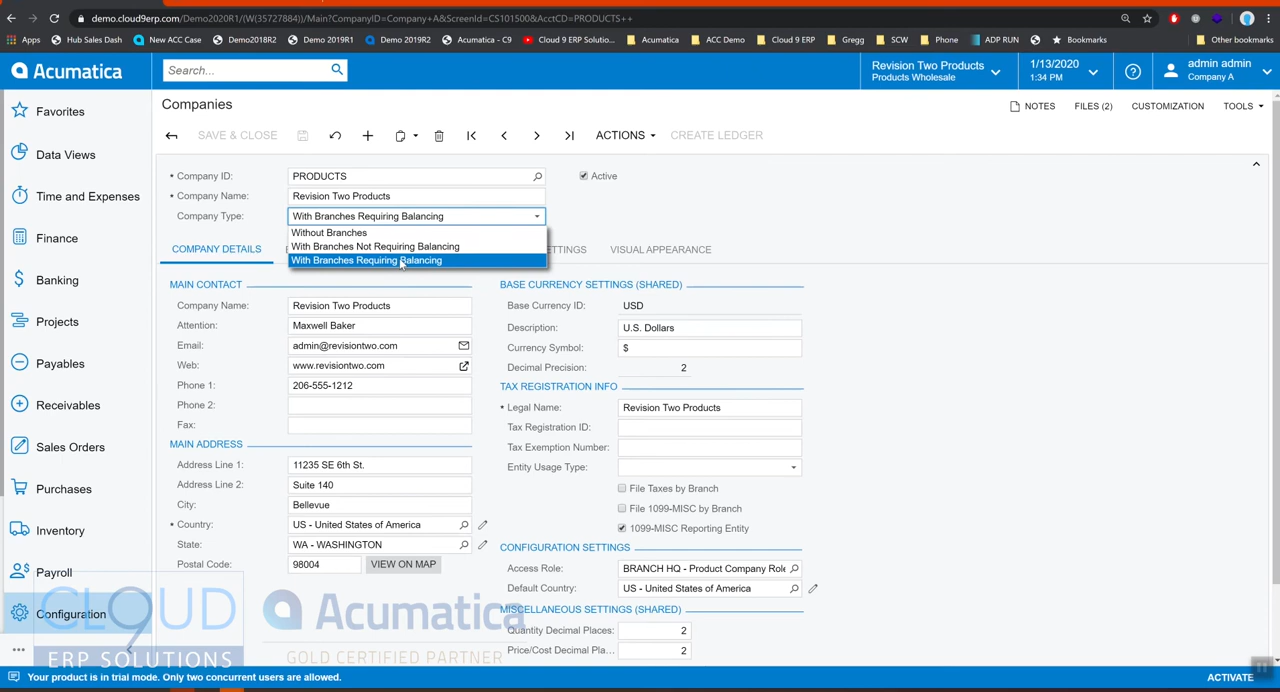 demo.cloud9erp.com/Demo2020R1/(W(35727884))/Main?CompanyID=Company+A&ScreenId=CS101500&AcctCD=PRODUCTS++
Apps Hub Sales Dash New ACC Case Demo2018R2 Demo 2019R1 Demo 2019R2 Acumatica - C9 Cloud 9 ERP Solutio... Acumatica ACC Demo Cloud 9 ERP Gregg SCW Phone ADP RUN Bookmarks Other bookmarks
Acumatica Search... Revision Two Products 1/13/2020 admin admin
Products Wholesale 1:34 PM Company A
Favorites
Data Views
Time and Expenses
Finance
Banking
Projects
Payables
Receivables
Sales Orders
Purchases
Inventory
Payroll
Configuration
Companies NOTES FILES (2) CUSTOMIZATION TOOLS
SAVE & CLOSE ACTIONS CREATE LEDGER
Company ID: PRODUCTS Active
Company Name: Revision Two Products
Company Type: With Branches Requiring Balancing
Without Branches
With Branches Not Requiring Balancing
With Branches Requiring Balancing
COMPANY DETAILS ETTINGS VISUAL APPEARANCE
MAIN CONTACT
Company Name: Revision Two Products
Attention: Maxwell Baker
Email: admin@revisiontwo.com
Web: www.revisiontwo.com
Phone 1: 206-555-1212
Phone 2:
Fax:
MAIN ADDRESS
Address Line 1: 11235 SE 6th St.
Address Line 2: Suite 140
City: Bellevue
Country: US - United States of America
State: WA - WASHINGTON
Postal Code: 98004 VIEW ON MAP
BASE CURRENCY SETTINGS (SHARED)
Base Currency ID: USD
Description: U.S. Dollars
Currency Symbol: $
Decimal Precision: 2
TAX REGISTRATION INFO
Legal Name: Revision Two Products
Tax Registration ID:
Tax Exemption Number:
Entity Usage Type:
File Taxes by Branch
File 1099-MISC by Branch
1099-MISC Reporting Entity
CONFIGURATION SETTINGS
Access Role: BRANCH HQ - Product Company Role
Default Country: US - United States of America
MISCELLANEOUS SETTINGS (SHARED)
Quantity Decimal Places: 2
Price/Cost Decimal Pla... 2
CLOUD 9
ERP SOLUTIONS
Acumatica
GOLD CERTIFIED PARTNER
Your product is in trial mode. Only two concurrent users are allowed. ACTIVATE